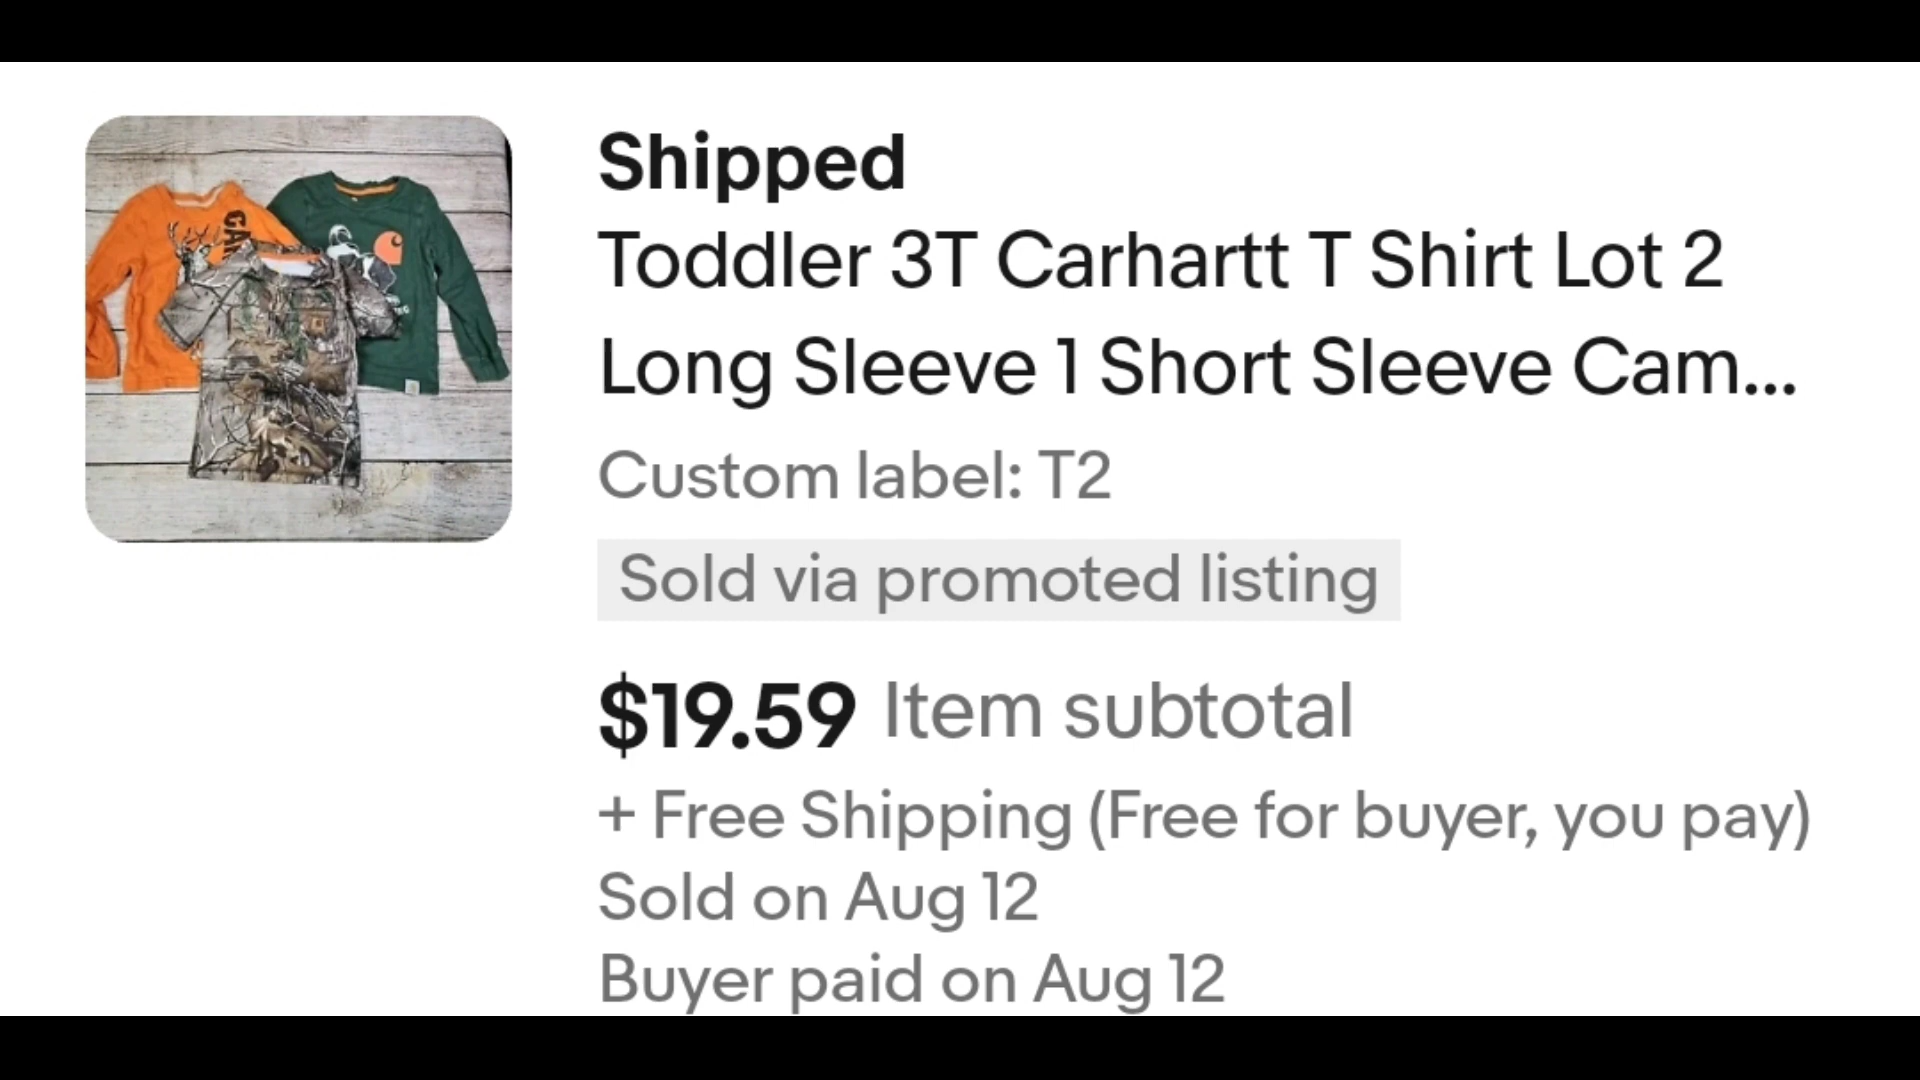 Shipped
Toddler 3T Carhartt T Shirt Lot 2
Long Sleeve 1 Short Sleeve Cam...
Custom label: T2
Sold via promoted listing
$19.59 Item subtotal
+ Free Shipping (Free for buyer, you pay)
Sold on Aug 12
Buyer paid on Aug 12
CA